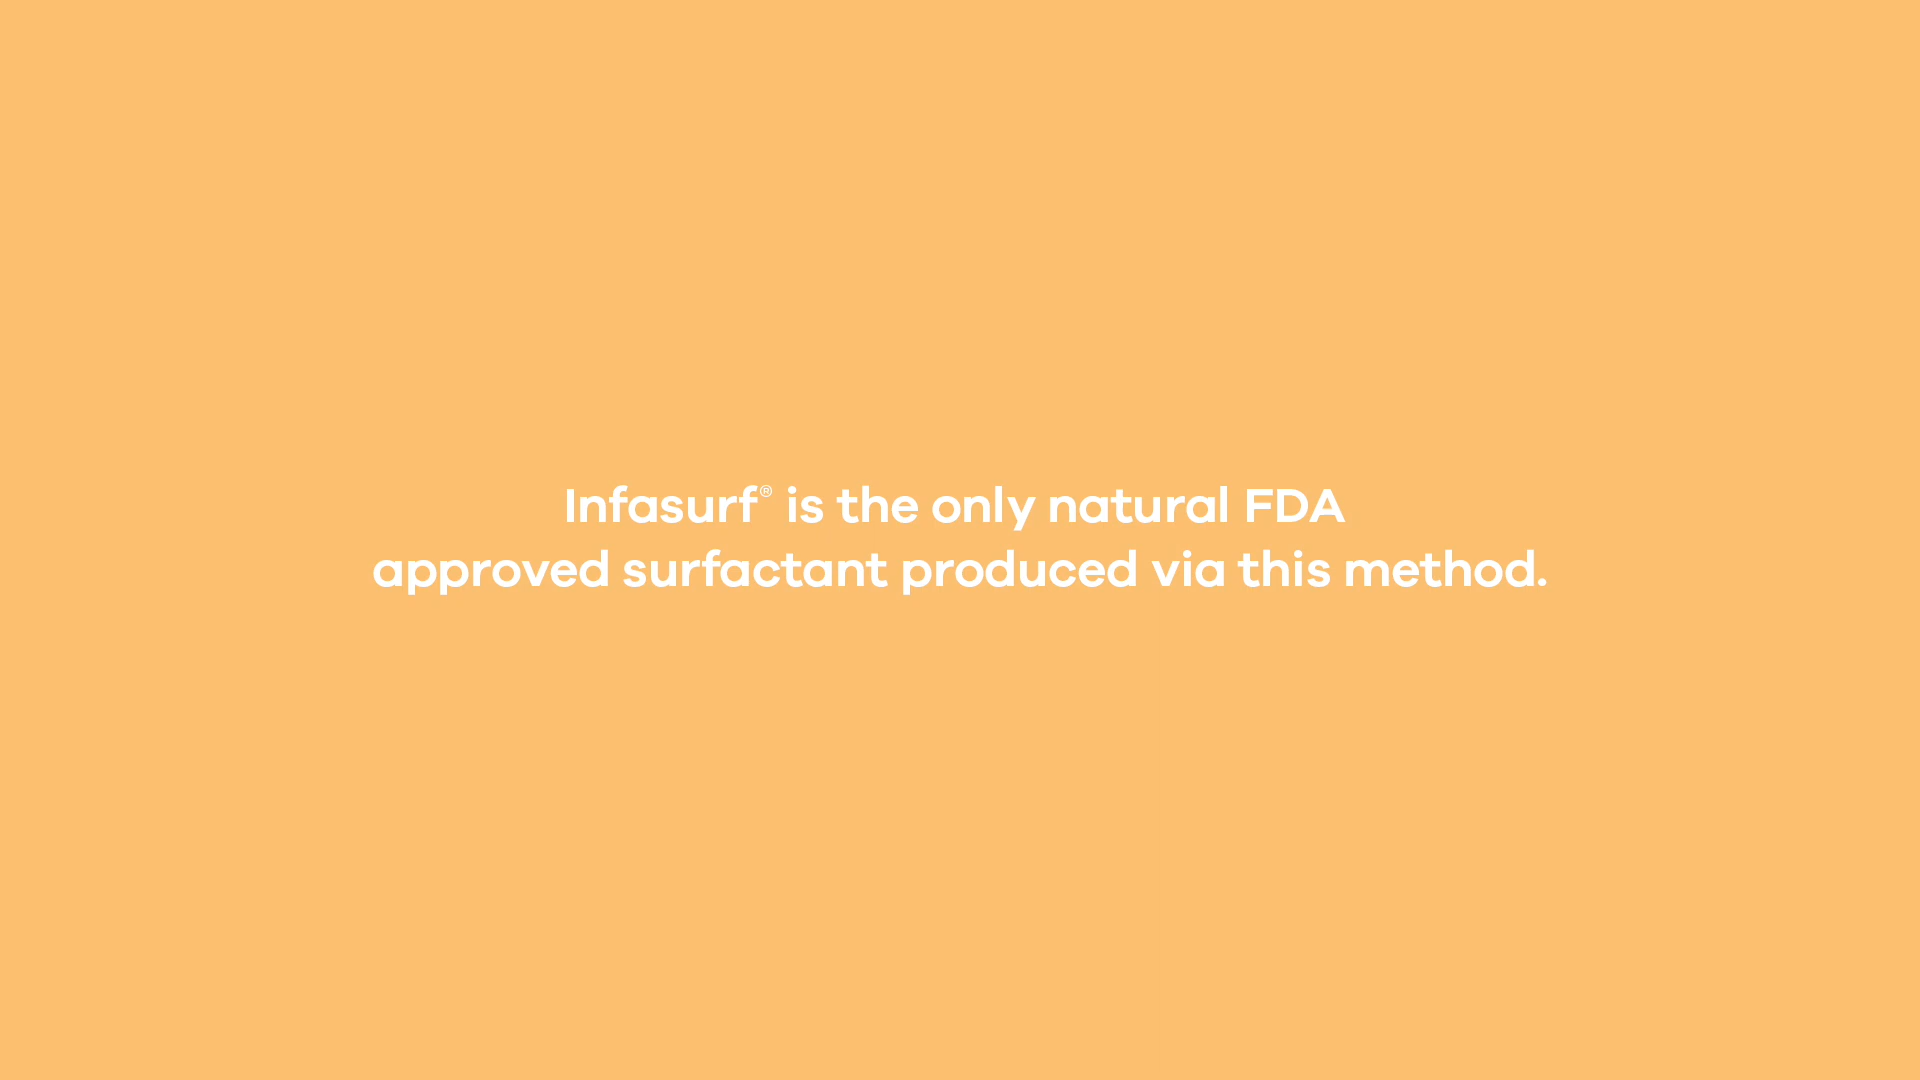 Infasurf® is the only natural FDA
approved surfactant produced via this method.